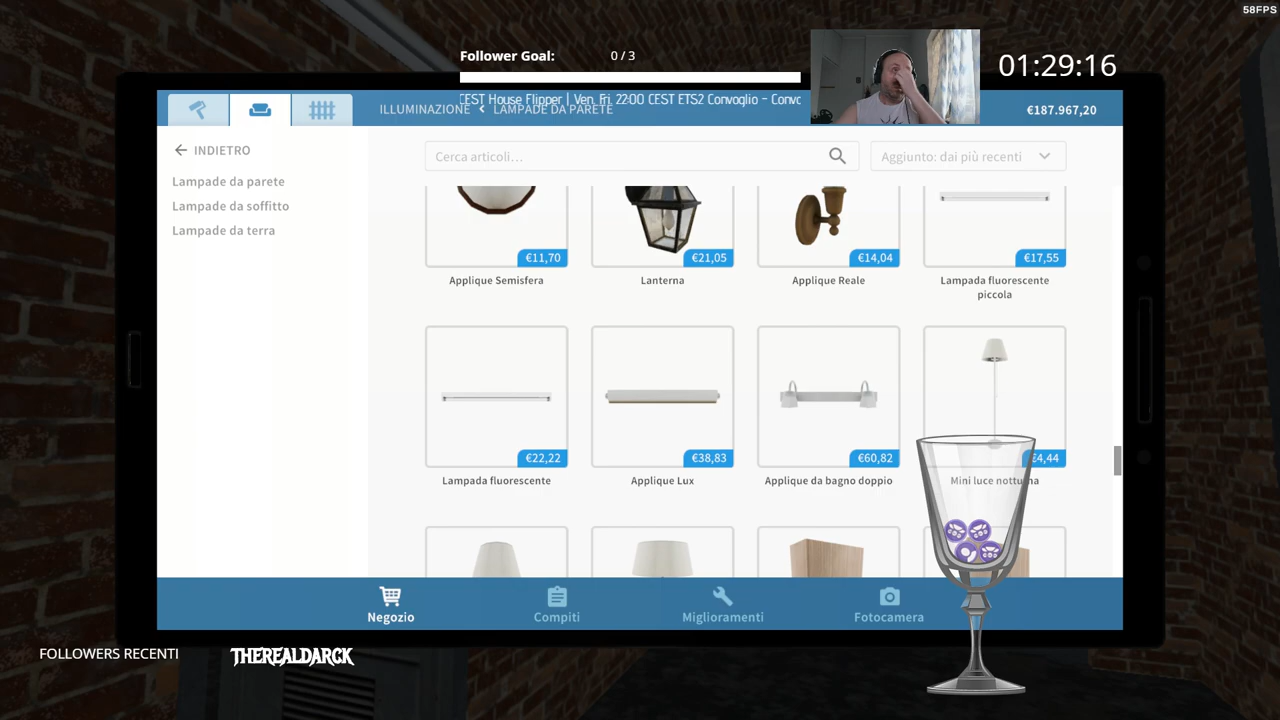 58FPS
Follower Goal: 0 / 3
01:29:16
CEST House Flipper | Ven. Fri. 22:00 CEST ETS2 Convoglio - Convo
ILLUMINAZIONE < LAMPADE DA PARETE
€187.967,20
INDIETRO
Cerca articoli...
Aggiunto: dai più recenti
Lampade da parete
Lampade da soffitto
Lampade da terra
€11,70
€21,05
€14,04
€17,55
Applique Semisfera
Lanterna
Applique Reale
Lampada fluorescente
piccola
€22,22
€38,83
€60,82
€4,44
Lampada fluorescente
Applique Lux
Applique da bagno doppio
Mini luce notturna
Negozio
Compiti
Miglioramenti
Fotocamera
FOLLOWERS RECENTI
THEREALDARCK